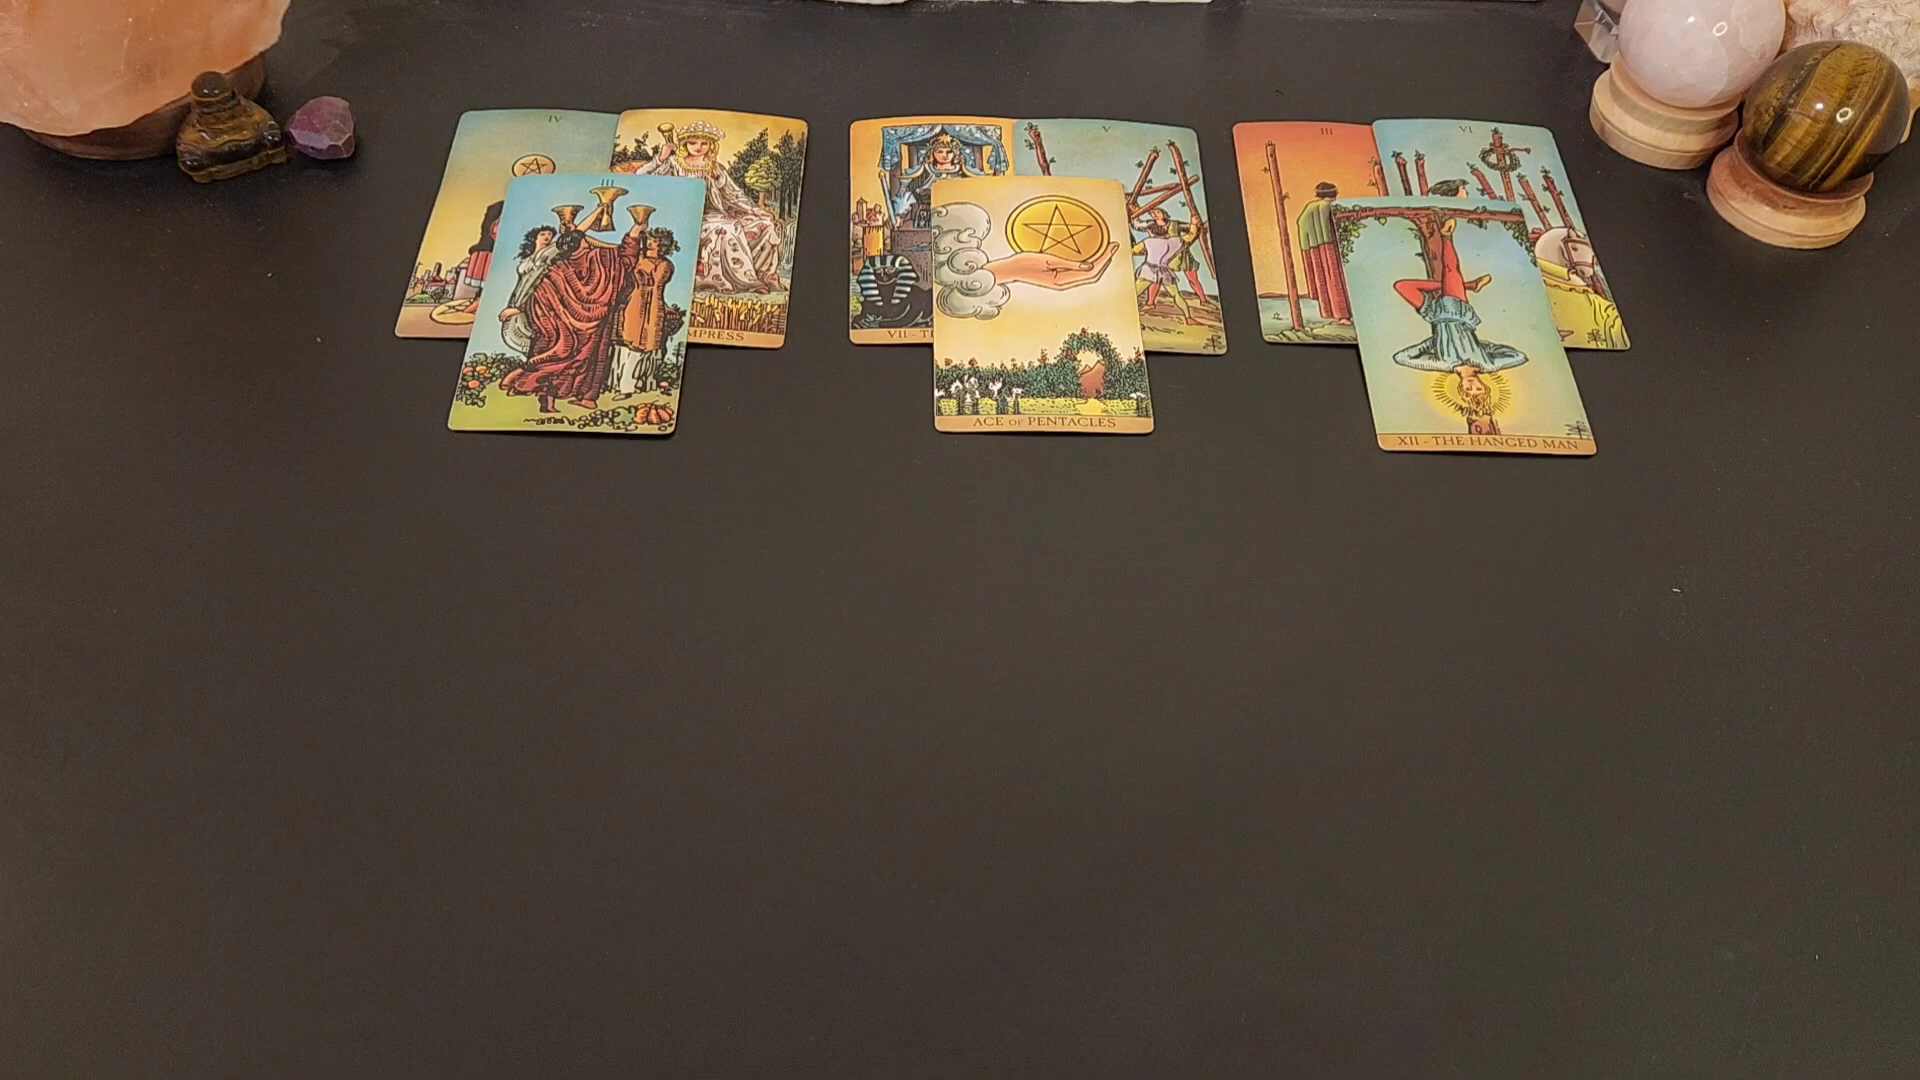 IV
III
MPRESS
VII - T
V
ACE OF PENTACLES
III
VI
XII - THE HANGED MAN